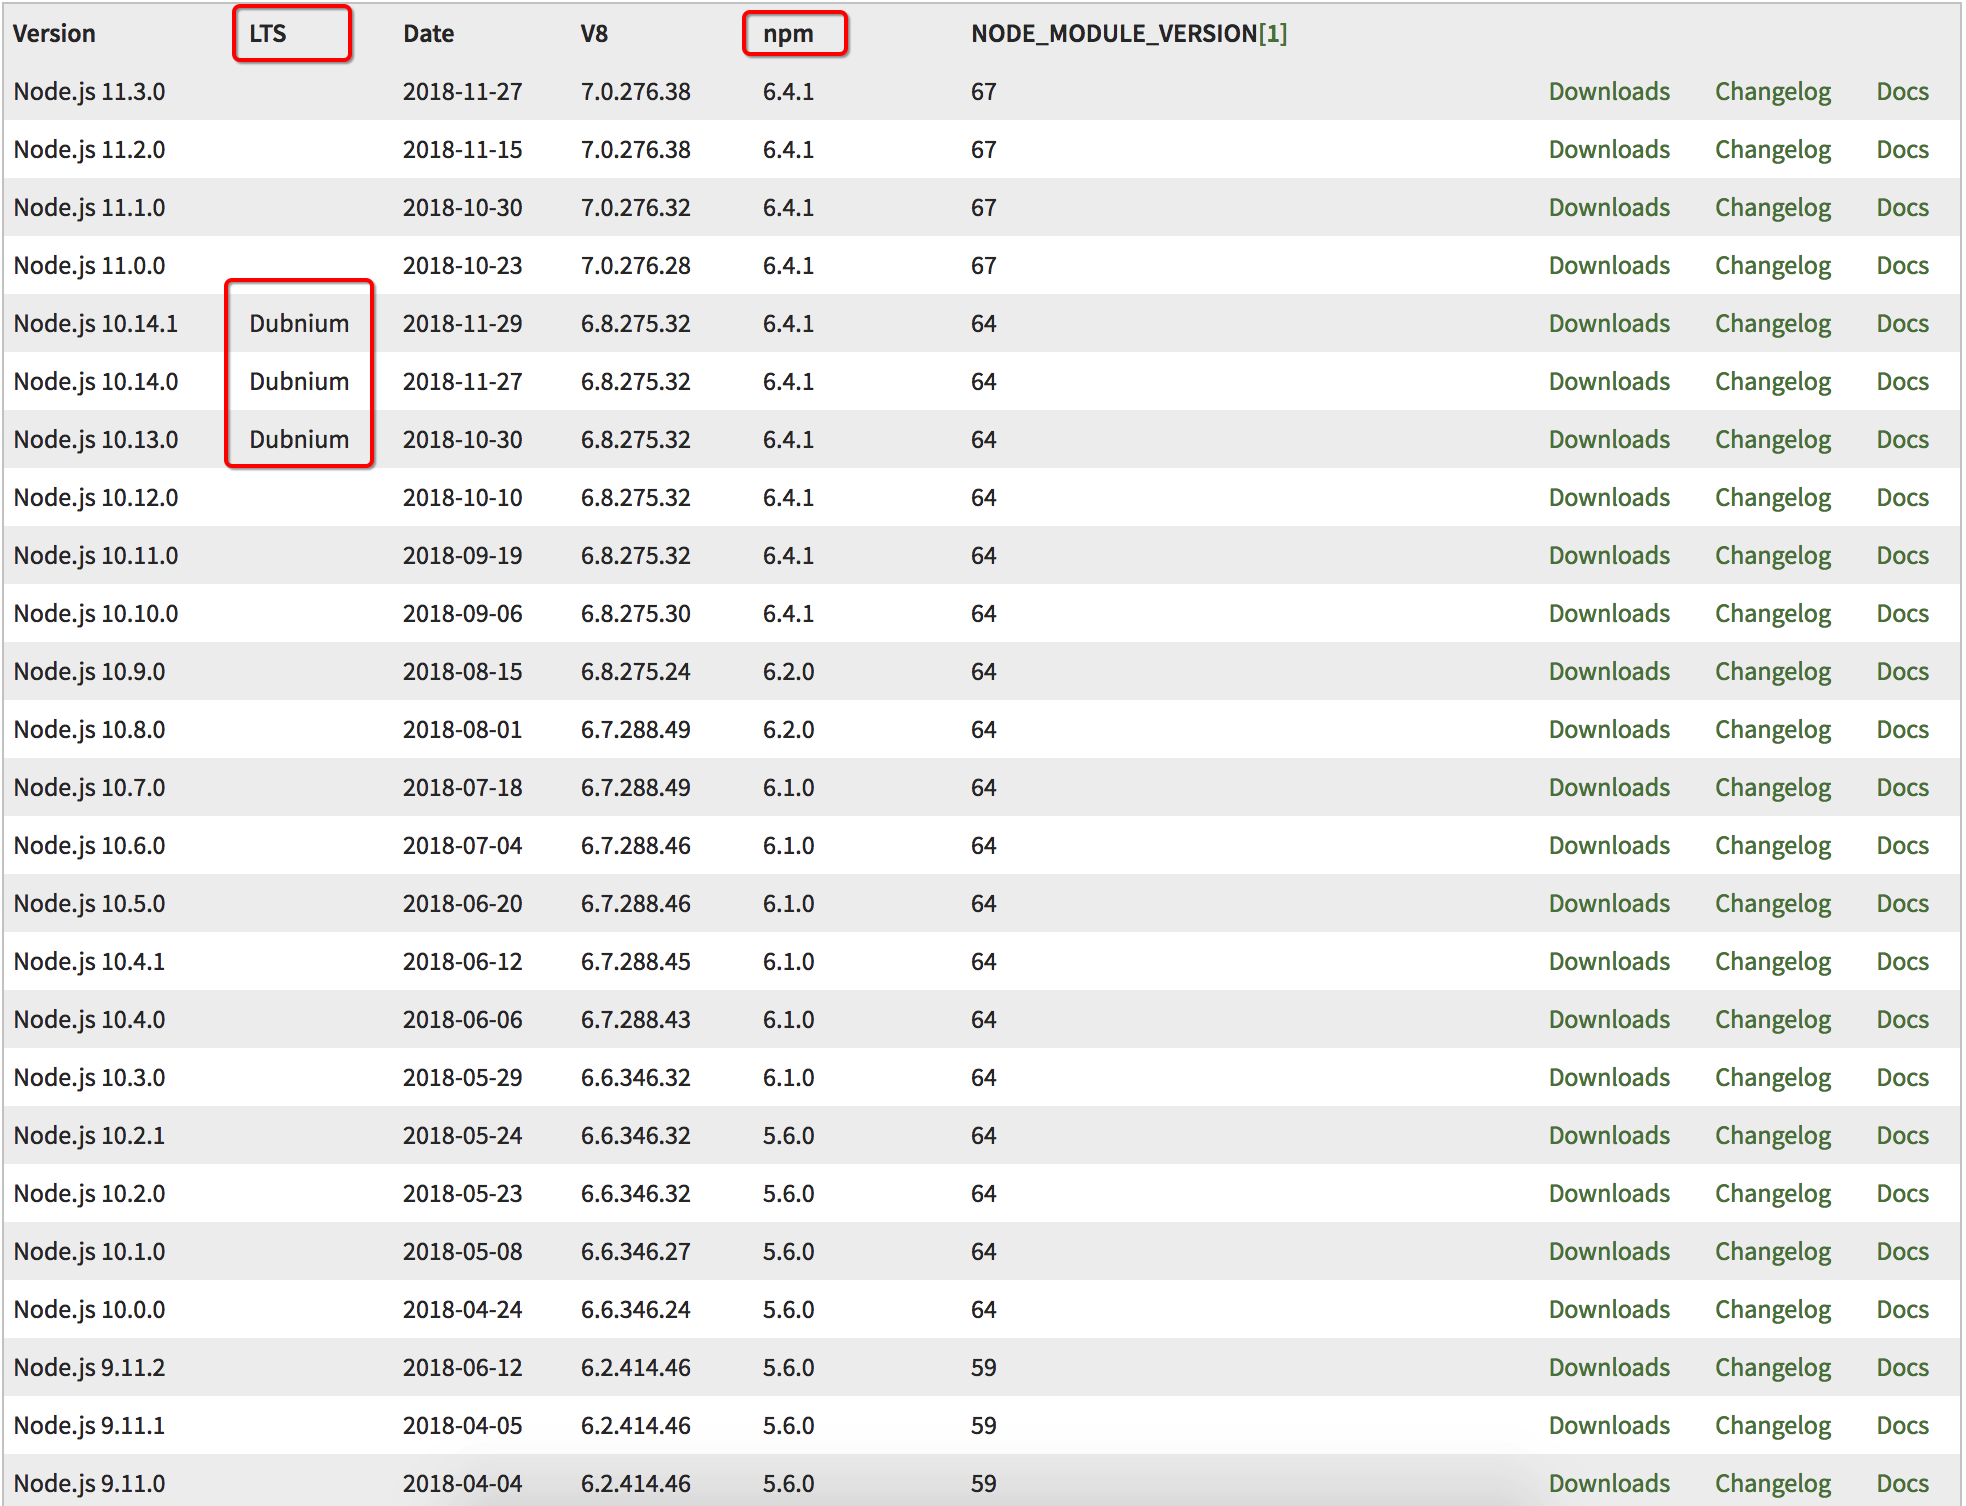 Version LTS Date V8 npm NODE_MODULE_VERSION[1]
Node.js 11.3.0 2018-11-27 7.0.276.38 6.4.1 67 Downloads Changelog Docs
Node.js 11.2.0 2018-11-15 7.0.276.38 6.4.1 67 Downloads Changelog Docs
Node.js 11.1.0 2018-10-30 7.0.276.32 6.4.1 67 Downloads Changelog Docs
Node.js 11.0.0 2018-10-23 7.0.276.28 6.4.1 67 Downloads Changelog Docs
Node.js 10.14.1 Dubnium 2018-11-29 6.8.275.32 6.4.1 64 Downloads Changelog Docs
Node.js 10.14.0 Dubnium 2018-11-27 6.8.275.32 6.4.1 64 Downloads Changelog Docs
Node.js 10.13.0 Dubnium 2018-10-30 6.8.275.32 6.4.1 64 Downloads Changelog Docs
Node.js 10.12.0 2018-10-10 6.8.275.32 6.4.1 64 Downloads Changelog Docs
Node.js 10.11.0 2018-09-19 6.8.275.32 6.4.1 64 Downloads Changelog Docs
Node.js 10.10.0 2018-09-06 6.8.275.30 6.4.1 64 Downloads Changelog Docs
Node.js 10.9.0 2018-08-15 6.8.275.24 6.2.0 64 Downloads Changelog Docs
Node.js 10.8.0 2018-08-01 6.7.288.49 6.2.0 64 Downloads Changelog Docs
Node.js 10.7.0 2018-07-18 6.7.288.49 6.1.0 64 Downloads Changelog Docs
Node.js 10.6.0 2018-07-04 6.7.288.46 6.1.0 64 Downloads Changelog Docs
Node.js 10.5.0 2018-06-20 6.7.288.46 6.1.0 64 Downloads Changelog Docs
Node.js 10.4.1 2018-06-12 6.7.288.45 6.1.0 64 Downloads Changelog Docs
Node.js 10.4.0 2018-06-06 6.7.288.43 6.1.0 64 Downloads Changelog Docs
Node.js 10.3.0 2018-05-29 6.6.346.32 6.1.0 64 Downloads Changelog Docs
Node.js 10.2.1 2018-05-24 6.6.346.32 5.6.0 64 Downloads Changelog Docs
Node.js 10.2.0 2018-05-23 6.6.346.32 5.6.0 64 Downloads Changelog Docs
Node.js 10.1.0 2018-05-08 6.6.346.27 5.6.0 64 Downloads Changelog Docs
Node.js 10.0.0 2018-04-24 6.6.346.24 5.6.0 64 Downloads Changelog Docs
Node.js 9.11.2 2018-06-12 6.2.414.46 5.6.0 59 Downloads Changelog Docs
Node.js 9.11.1 2018-04-05 6.2.414.46 5.6.0 59 Downloads Changelog Docs
Node.js 9.11.0 2018-04-04 6.2.414.46 5.6.0 59 Downloads Changelog Docs